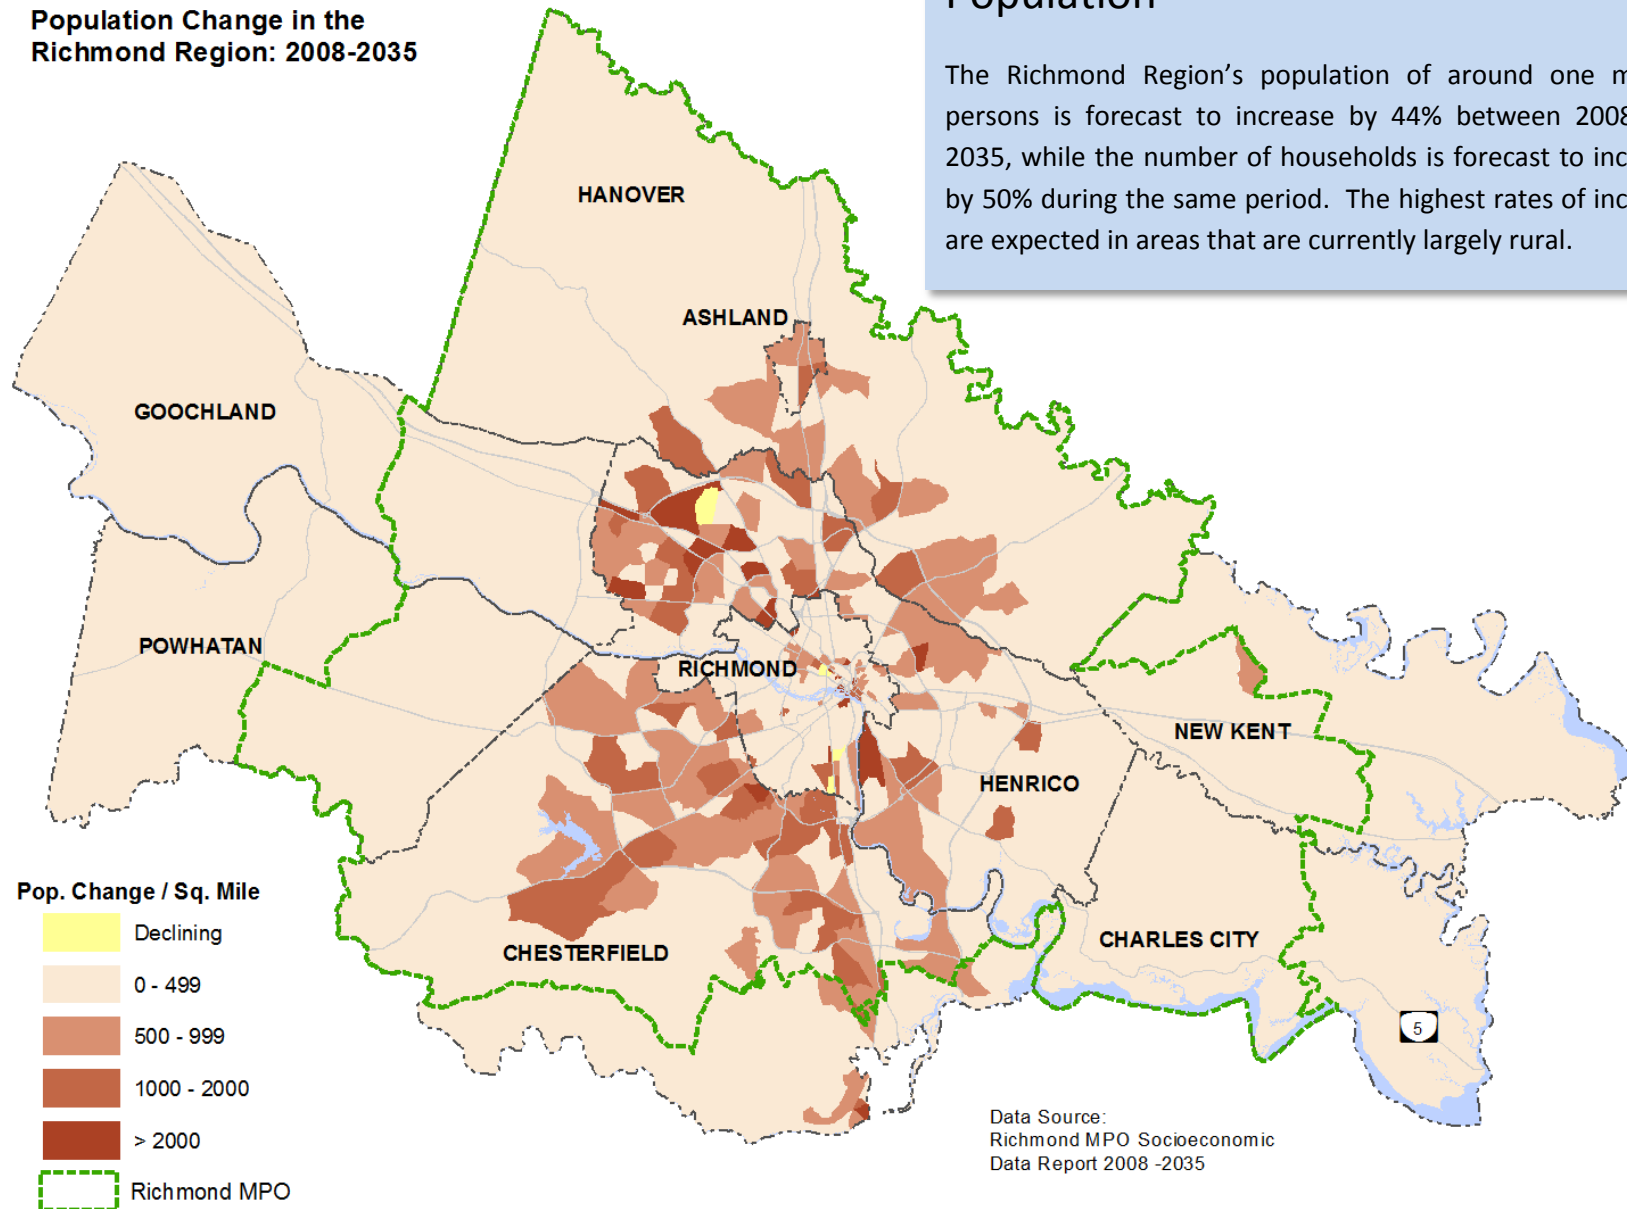 Population Change in the
Richmond Region: 2008-2035
Population
The Richmond Region’s population of around one m
persons is forecast to increase by 44% between 2008
2035, while the number of households is forecast to inc
by 50% during the same period. The highest rates of inc
are expected in areas that are currently largely rural.
HANOVER
ASHLAND
GOOCHLAND
POWHATAN
RICHMOND
NEW KENT
HENRICO
CHARLES CITY
CHESTERFIELD
5
Pop. Change / Sq. Mile
Declining
0 - 499
500 - 999
1000 - 2000
> 2000
Richmond MPO
Data Source:
Richmond MPO Socioeconomic
Data Report 2008 -2035